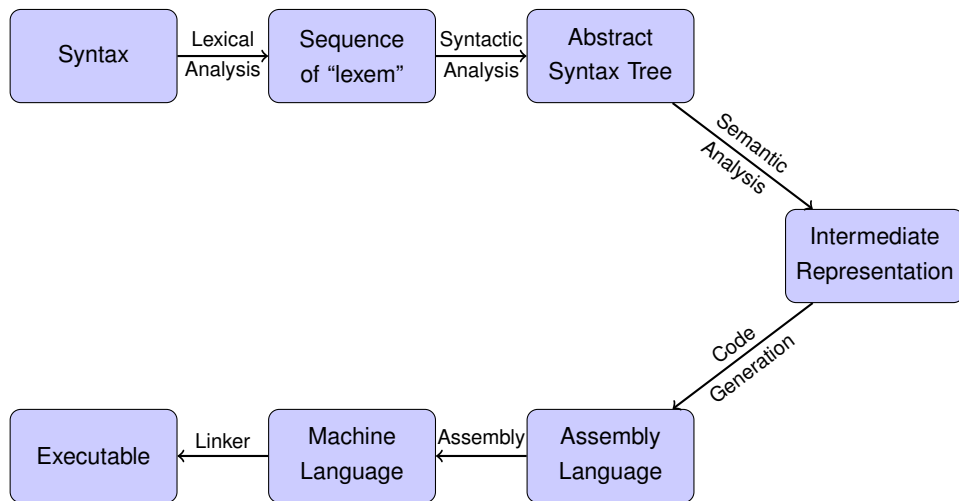 Syntax
Lexical
Analysis
Sequence
of “lexem”
Syntactic
Analysis
Abstract
Syntax Tree
Semantic
Analysis
Intermediate
Representation
Code
Generation
Assembly
Language
Assembly
Machine
Language
Linker
Executable